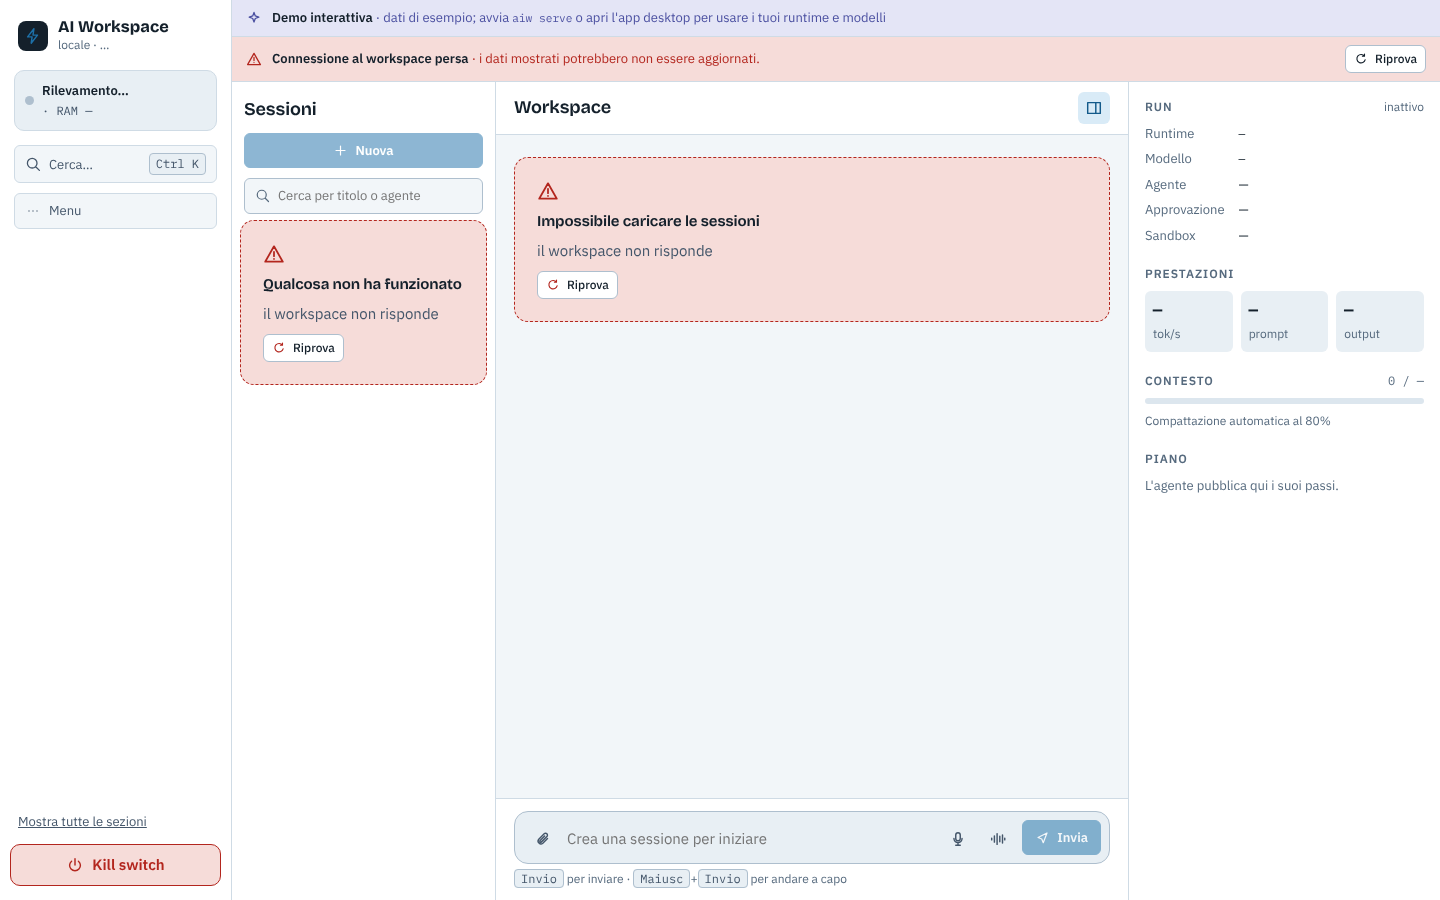 AI Workspace
locale · ...
Rilevamento...
· RAM —
Cerca...
Ctrl K
Menu
Mostra tutte le sezioni
Kill switch
Demo interattiva · dati di esempio; avvia aiw serve o apri l'app desktop per usare i tuoi runtime e modelli
Connessione al workspace persa · i dati mostrati potrebbero non essere aggiornati.
Riprova
Sessioni
Nuova
Cerca per titolo o agente
Qualcosa non ha funzionato
il workspace non risponde
Riprova
Workspace
Impossibile caricare le sessioni
il workspace non risponde
Riprova
Crea una sessione per iniziare
Invia
Invio per inviare · Maiusc + Invio per andare a capo
RUN
inattivo
Runtime –
Modello –
Agente —
Approvazione —
Sandbox —
PRESTAZIONI
— tok/s
— prompt
— output
CONTESTO
0 / —
Compattazione automatica al 80%
PIANO
L'agente pubblica qui i suoi passi.